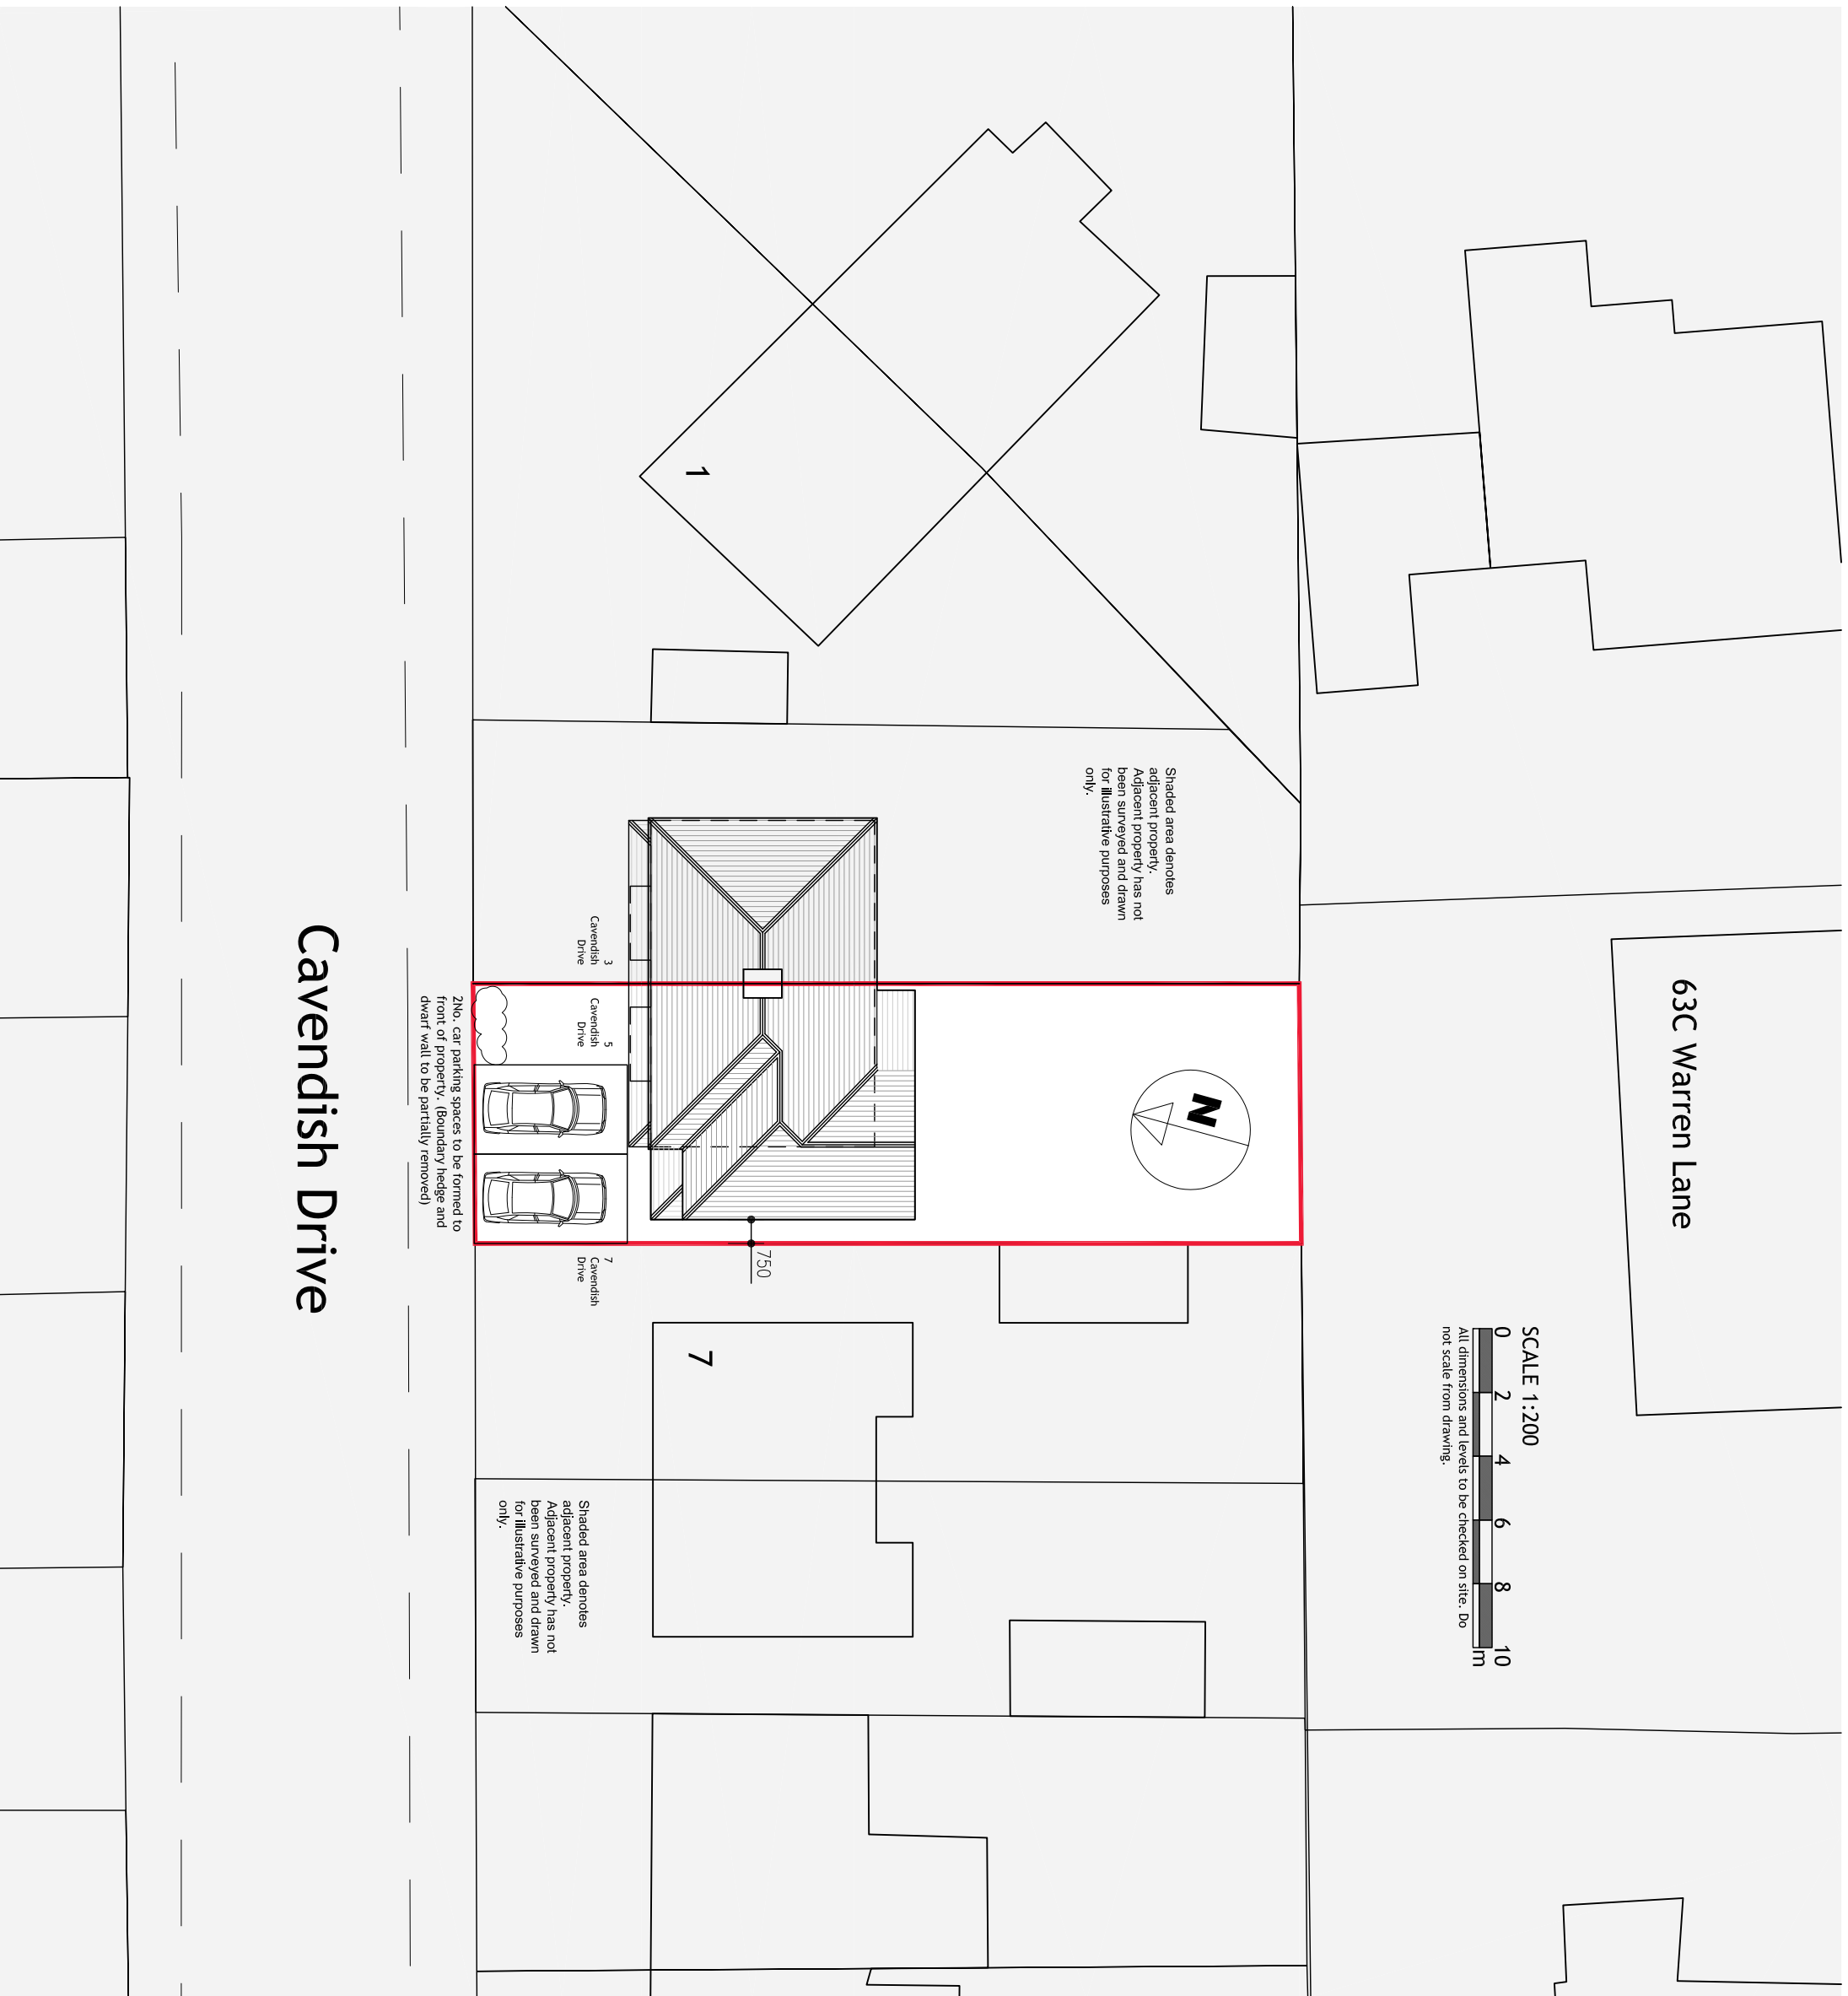 63C Warren Lane
SCALE 1:200
0 2 4 6 8 10
m
All dimensions and levels to be checked on site. Do
not scale from drawing.
N
Shaded area denotes
adjacent property.
Adjacent property has not
been surveyed and drawn
for illustrative purposes
only.
1
7
750
3
Cavendish
Drive
5
Cavendish
Drive
7
Cavendish
Drive
Shaded area denotes
adjacent property.
Adjacent property has not
been surveyed and drawn
for illustrative purposes
only.
2No. car parking spaces to be formed to
front of property. (Boundary hedge and
dwarf wall to be partially removed)
Cavendish Drive